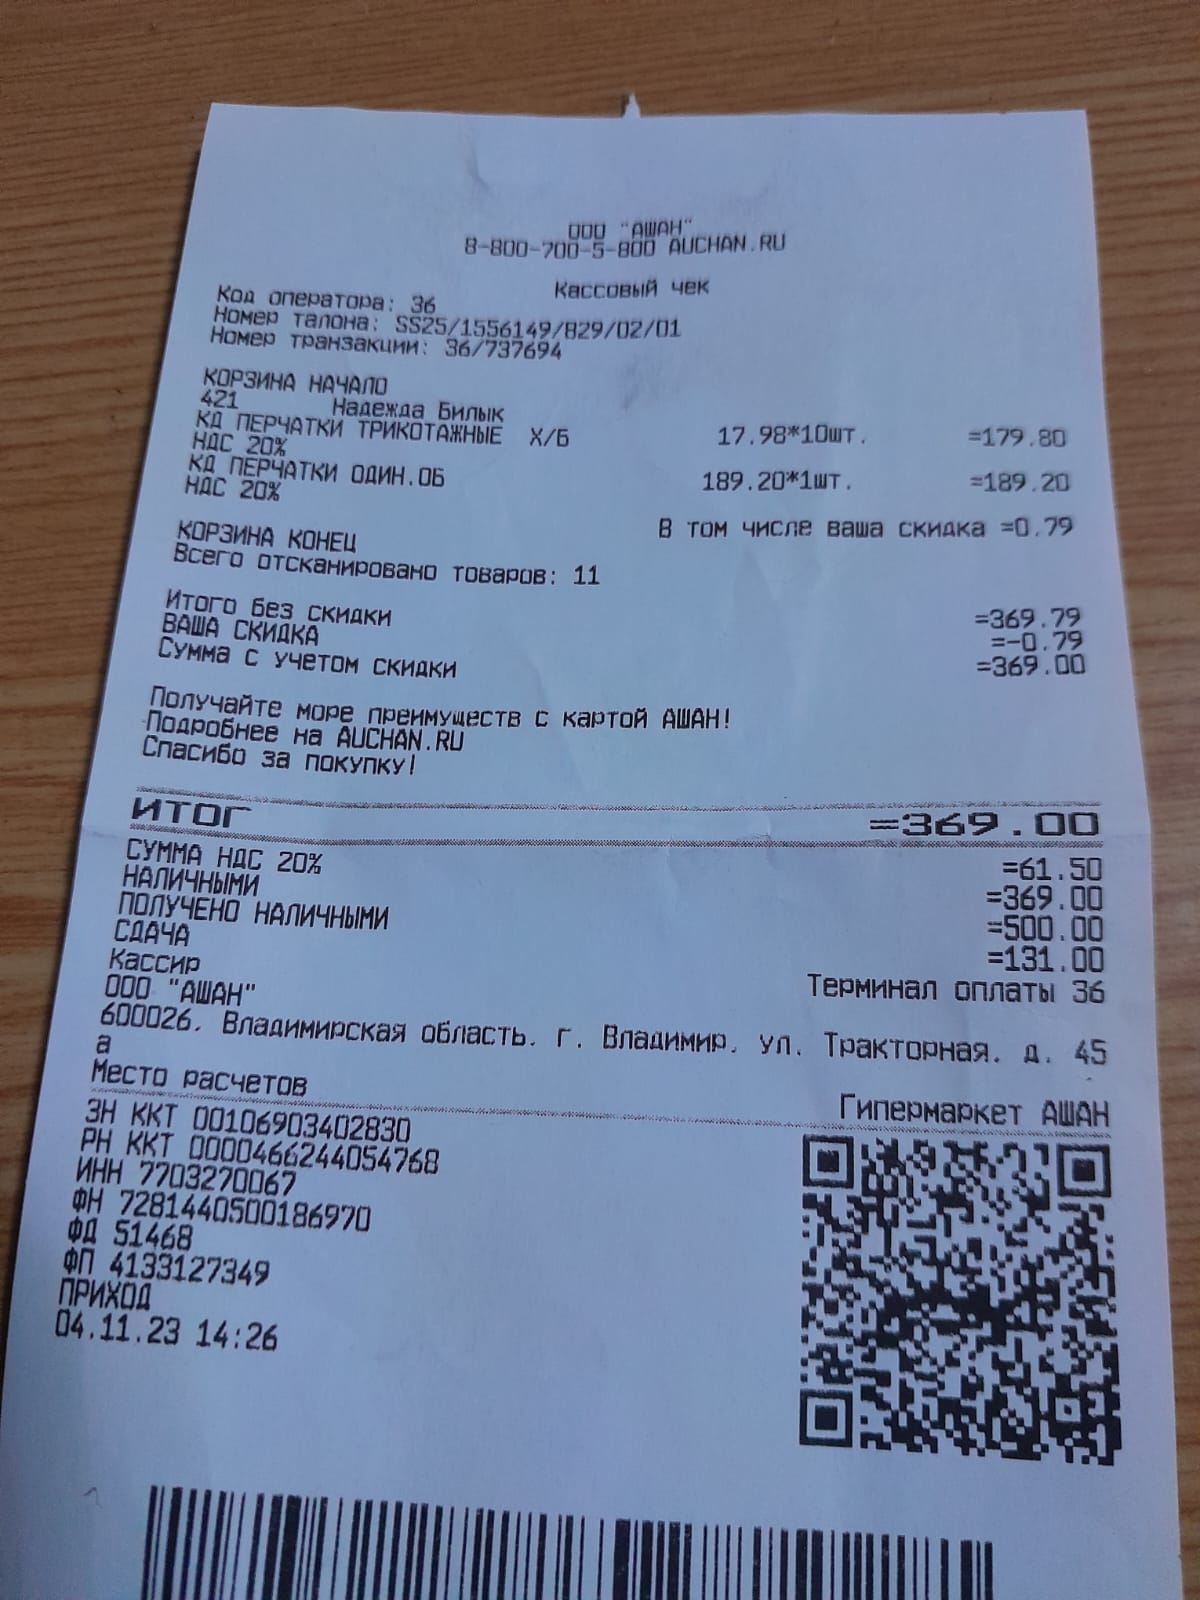 ООО "АШАН"
8-800-700-5-800 AUCHAN.RU
Кассовый чек
Код оператора: 36
Номер талона: SS25/1556149/829/02/01
Номер транзакции: 36/737694
КОРЗИНА НАЧАЛО
421 Надежда Билык
КД ПЕРЧАТКИ ТРИКОТАЖНЫЕ Х/Б 17.98*10шт. =179.80
НДС 20%
КД ПЕРЧАТКИ ОДИН.ОБ 189.20*1шт. =189.20
НДС 20%
В том числе ваша скидка =0.79
КОРЗИНА КОНЕЦ
Всего отсканировано товаров: 11
Итого без скидки =369.79
ВАША СКИДКА =-0.79
Сумма с учетом скидки =369.00
Получайте море преимуществ с картой АШАН!
Подробнее на AUCHAN.RU
Спасибо за покупку!
ИТОГ =369.00
СУММА НДС 20% =61.50
НАЛИЧНЫМИ =369.00
ПОЛУЧЕНО НАЛИЧНЫМИ =500.00
СДАЧА =131.00
Кассир Терминал оплаты 36
ООО "АШАН"
600026, Владимирская область, г. Владимир, ул. Тракторная, д. 45
а
Место расчетов Гипермаркет АШАН
ЗН ККТ 00106903402830
РН ККТ 0000466244054768
ИНН 7703270067
ФН 7281440500186970
ФД 51468
ФП 4133127349
ПРИХОД
04.11.23 14:26